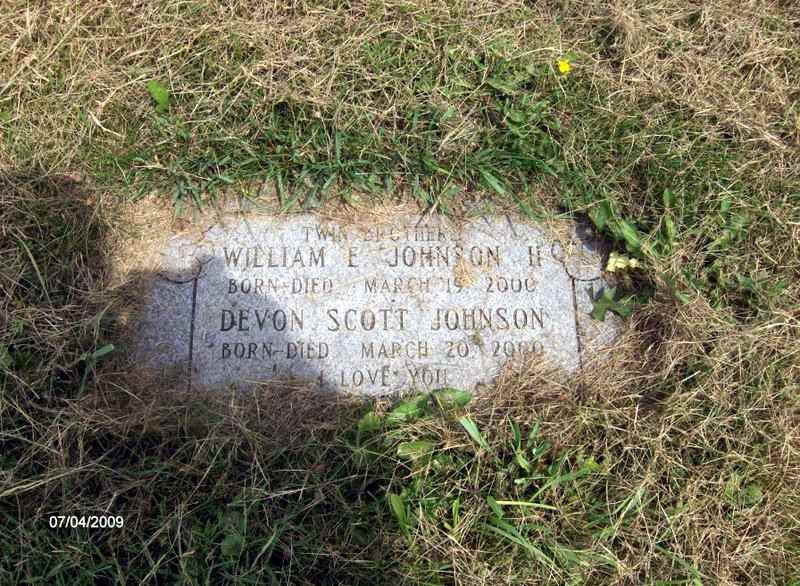 TWIN BROTHERS
WILLIAM E JOHNSON II
BORN-DIED MARCH 19 2000
DEVON SCOTT JOHNSON
BORN-DIED MARCH 20 2000
I LOVE YOU
07/04/2009